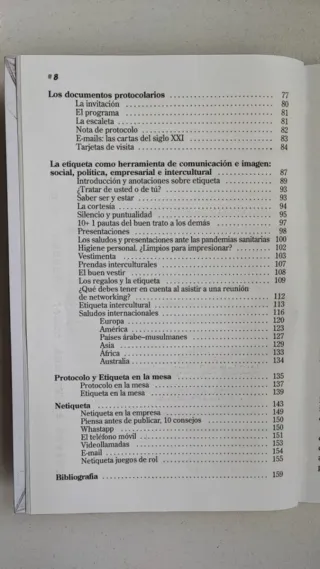 # 8
Los documentos protocolarios 77
La invitación 80
El programa 81
La escaleta 81
Nota de protocolo 82
E-mails: las cartas del siglo XXI 83
Tarjetas de visita 84
La etiqueta como herramienta de comunicación e imagen:
social, política, empresarial e intercultural 87
Introducción y anotaciones sobre etiqueta 89
¿Tratar de usted o de tú? 93
Saber ser y estar 93
La cortesía 94
Silencio y puntualidad 95
10+ 1 pautas del buen trato a los demás 97
Presentaciones 98
Los saludos y presentaciones ante las pandemias sanitarias 100
Higiene personal. ¿Limpios para impresionar? 102
Vestimenta 103
Prendas interculturales 107
El buen vestir 108
Los regalos y la etiqueta 109
¿Qué debes tener en cuenta al asistir a una reunión
de networking? 112
Etiqueta intercultural 113
Saludos internacionales 116
Europa 120
América 123
Países árabe-musulmanes 127
Asia 129
África 133
Australia 134
Protocolo y Etiqueta en la mesa 135
Protocolo en la mesa 137
Etiqueta en la mesa 139
Netiqueta 143
Netiqueta en la empresa 149
Piensa antes de publicar, 10 consejos 150
Whastapp 150
El teléfono móvil 151
Videollamadas 153
E-mail 154
Netiqueta juegos de rol 155
Bibliografía 159